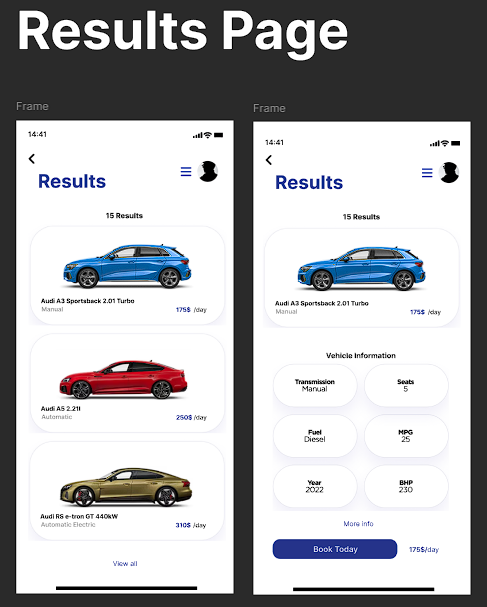 Results Page
Frame
14:41
Results
15 Results
Audi A3 Sportsback 2.01 Turbo
Manual
175$ /day
Audi A5 2.21l
Automatic
250$ /day
Audi RS e-tron GT 440kW
Automatic Electric
310$ /day
View all
Frame
14:41
Results
15 Results
Audi A3 Sportsback 2.01 Turbo
Manual
175$ /day
Vehicle Information
Transmission
Manual
Seats
5
Fuel
Diesel
MPG
25
Year
2022
BHP
230
More info
Book Today
175$/day